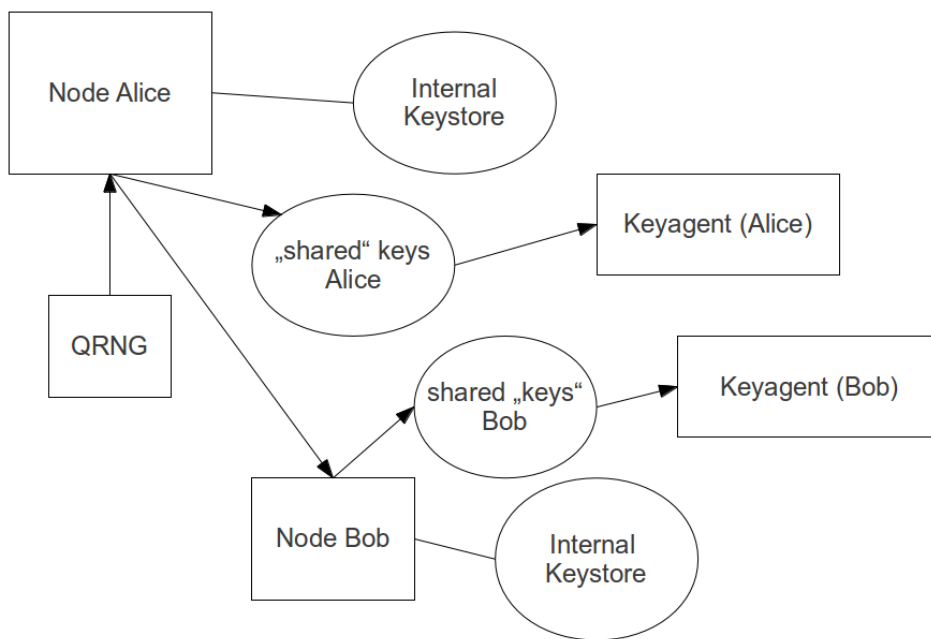 Node Alice
Internal
Keystore
„shared“ keys
Alice
Keyagent (Alice)
QRNG
shared „keys“
Bob
Keyagent (Bob)
Node Bob
Internal
Keystore